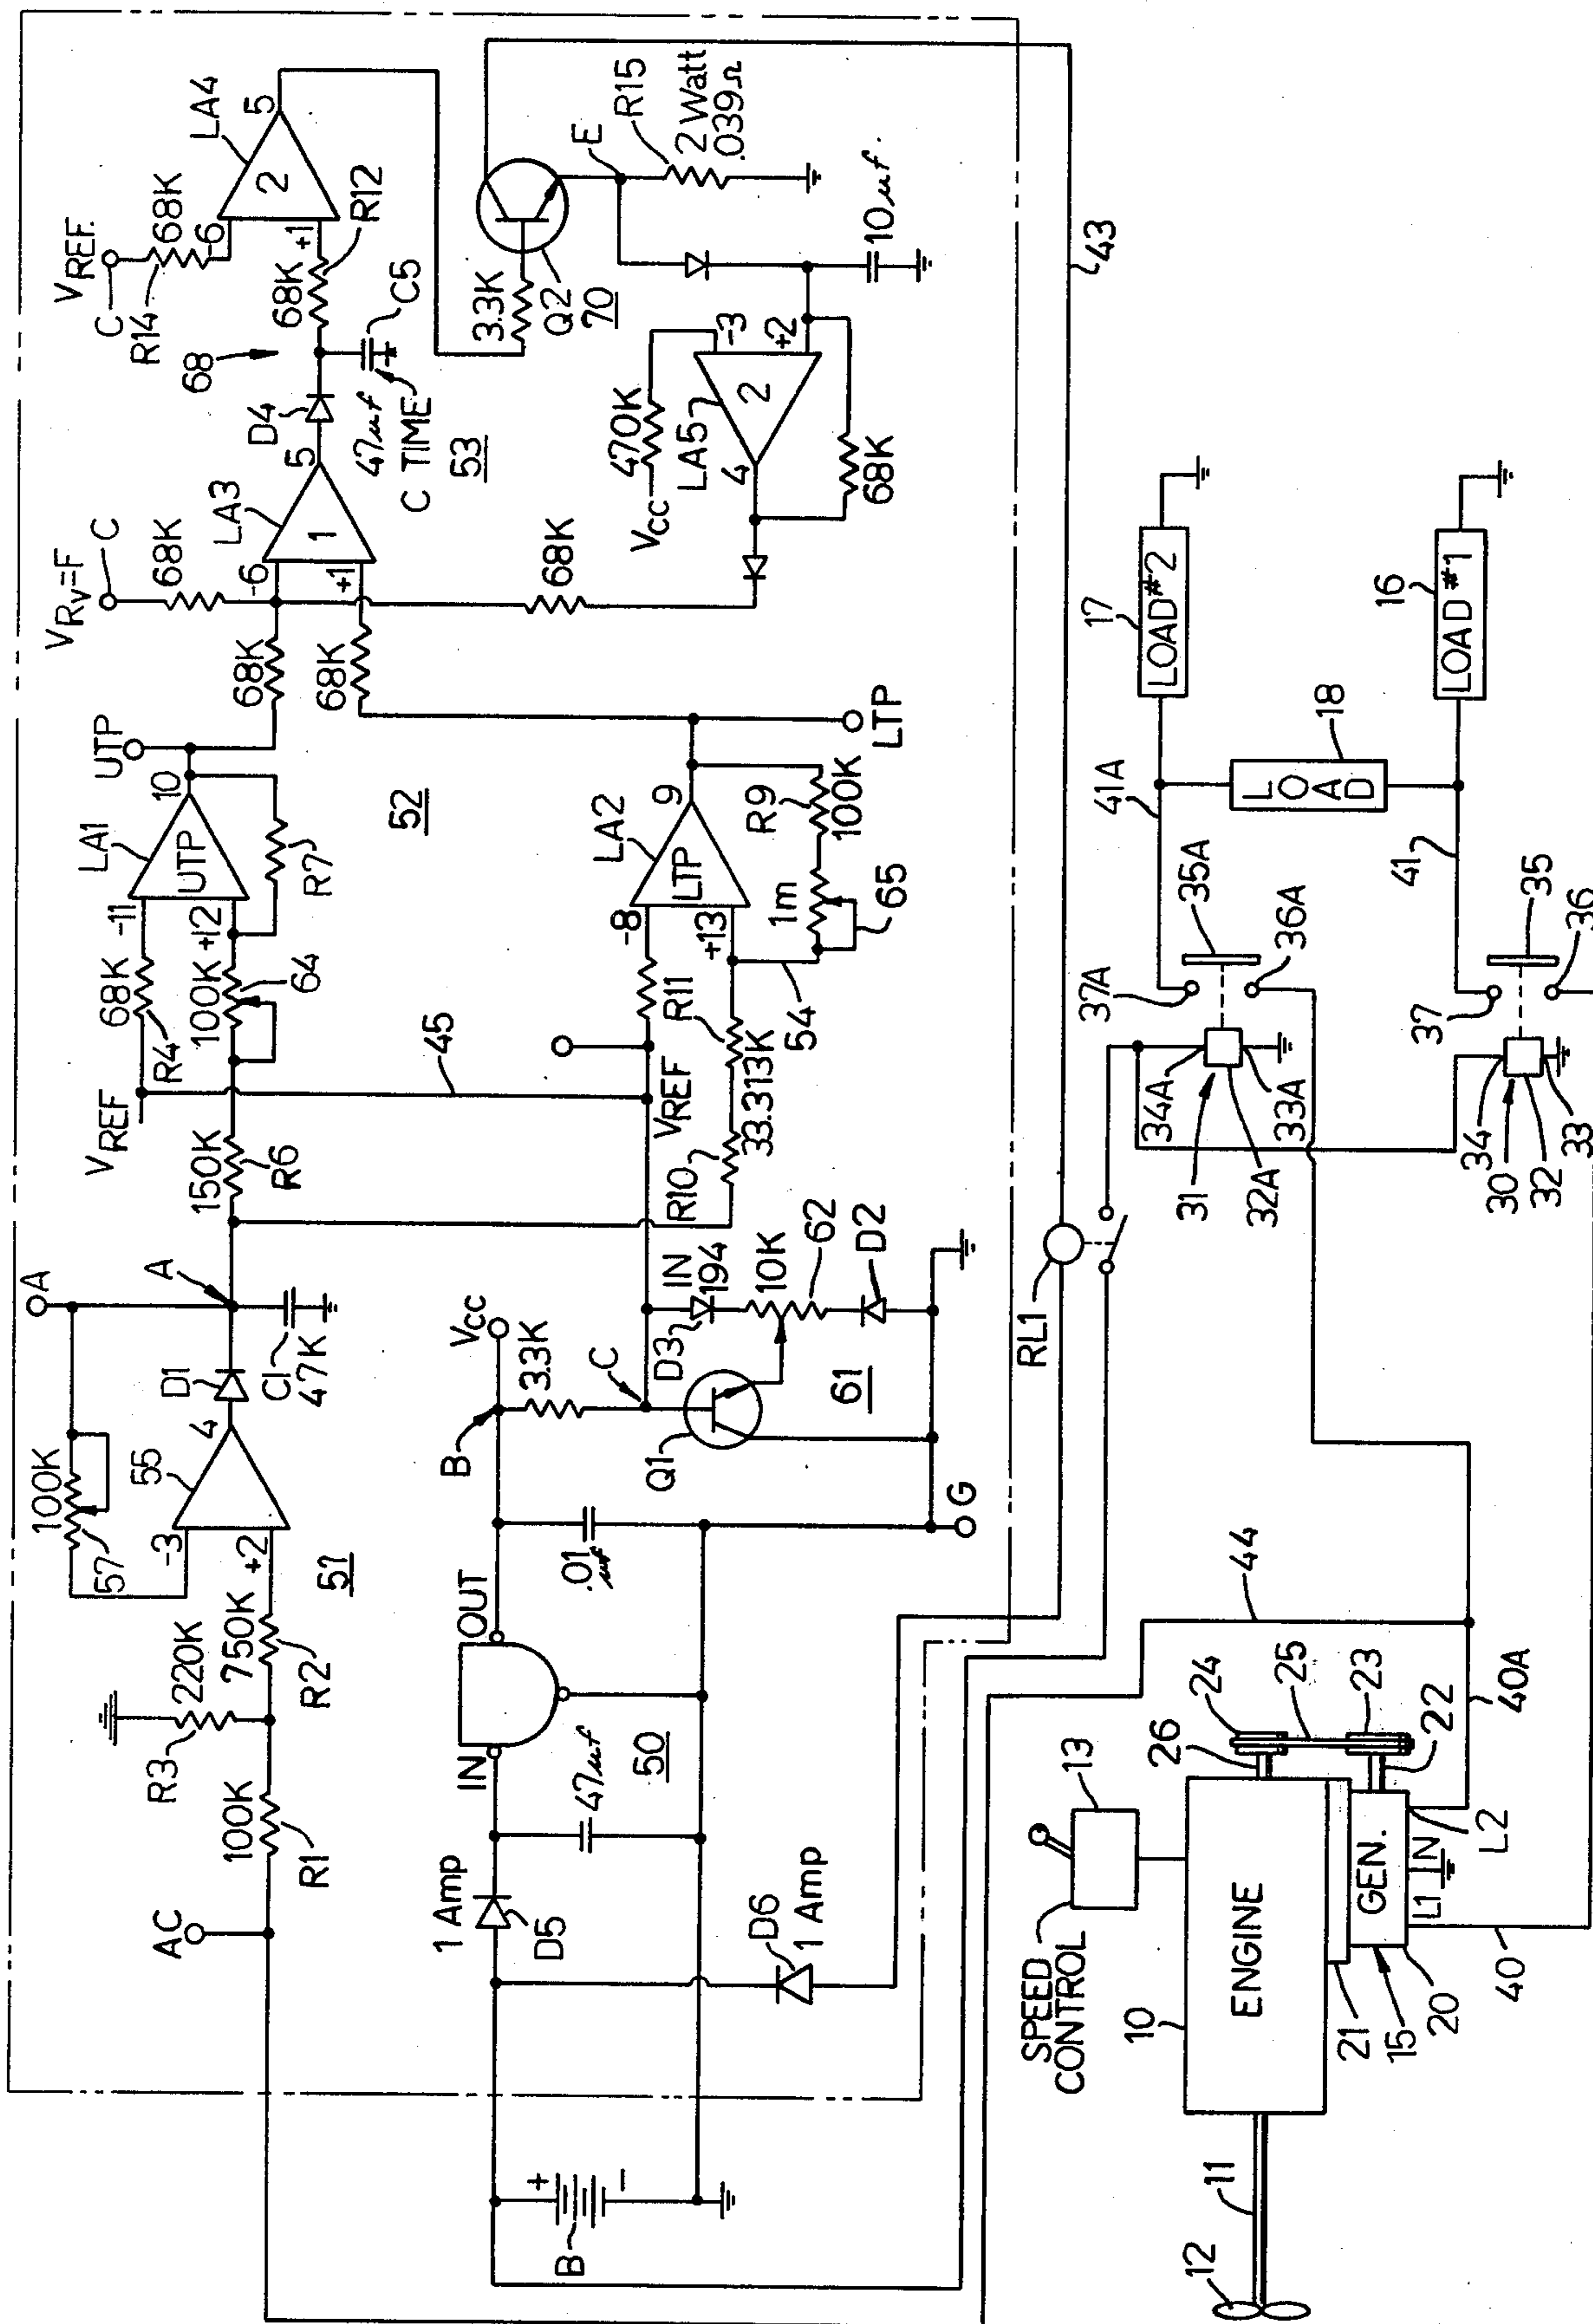 AC
100K
R1
R3
220K
750K
R2
51
-3
+2
57
100K
55
4
D1
C1
47K
A
A
150K
R6
VREF
R4
68K
100K
64
-11
+12
LA1
UTP
10
UTP
R7
52
45
68K
68K
VRv=F
C
68K
-6
+1
LA3
1
5
D4
47uf
C TIME
C5
53
68
68K
R12
VREF.
C
R14
68K
-6
+1
LA4
2
5
3.3K
Q2
70
E
R15
2 Watt
.039Ω
10uf.
470K
Vcc
LA5
-3
+2
2
4
68K
68K
B
+
-
1 Amp
D5
47uf
50
IN
OUT
.01
uf
D6
1 Amp
G
B
Vcc
3.3K
C
Q1
61
D3
IN
194
10K
62
D2
VREF
R10
33.313K
R11
54
-8
+13
LA2
LTP
9
1m
R9
100K
65
LTP
43
RL1
12
11
10
ENGINE
SPEED
CONTROL
13
26
24
25
23
22
21
15
20
GEN.
L1
N
L2
40
40A
44
31
34A
32A
33A
37A
35A
36A
41A
17
LOAD #2
18
LOAD
16
LOAD #1
41
30
34
32
33
37
35
36